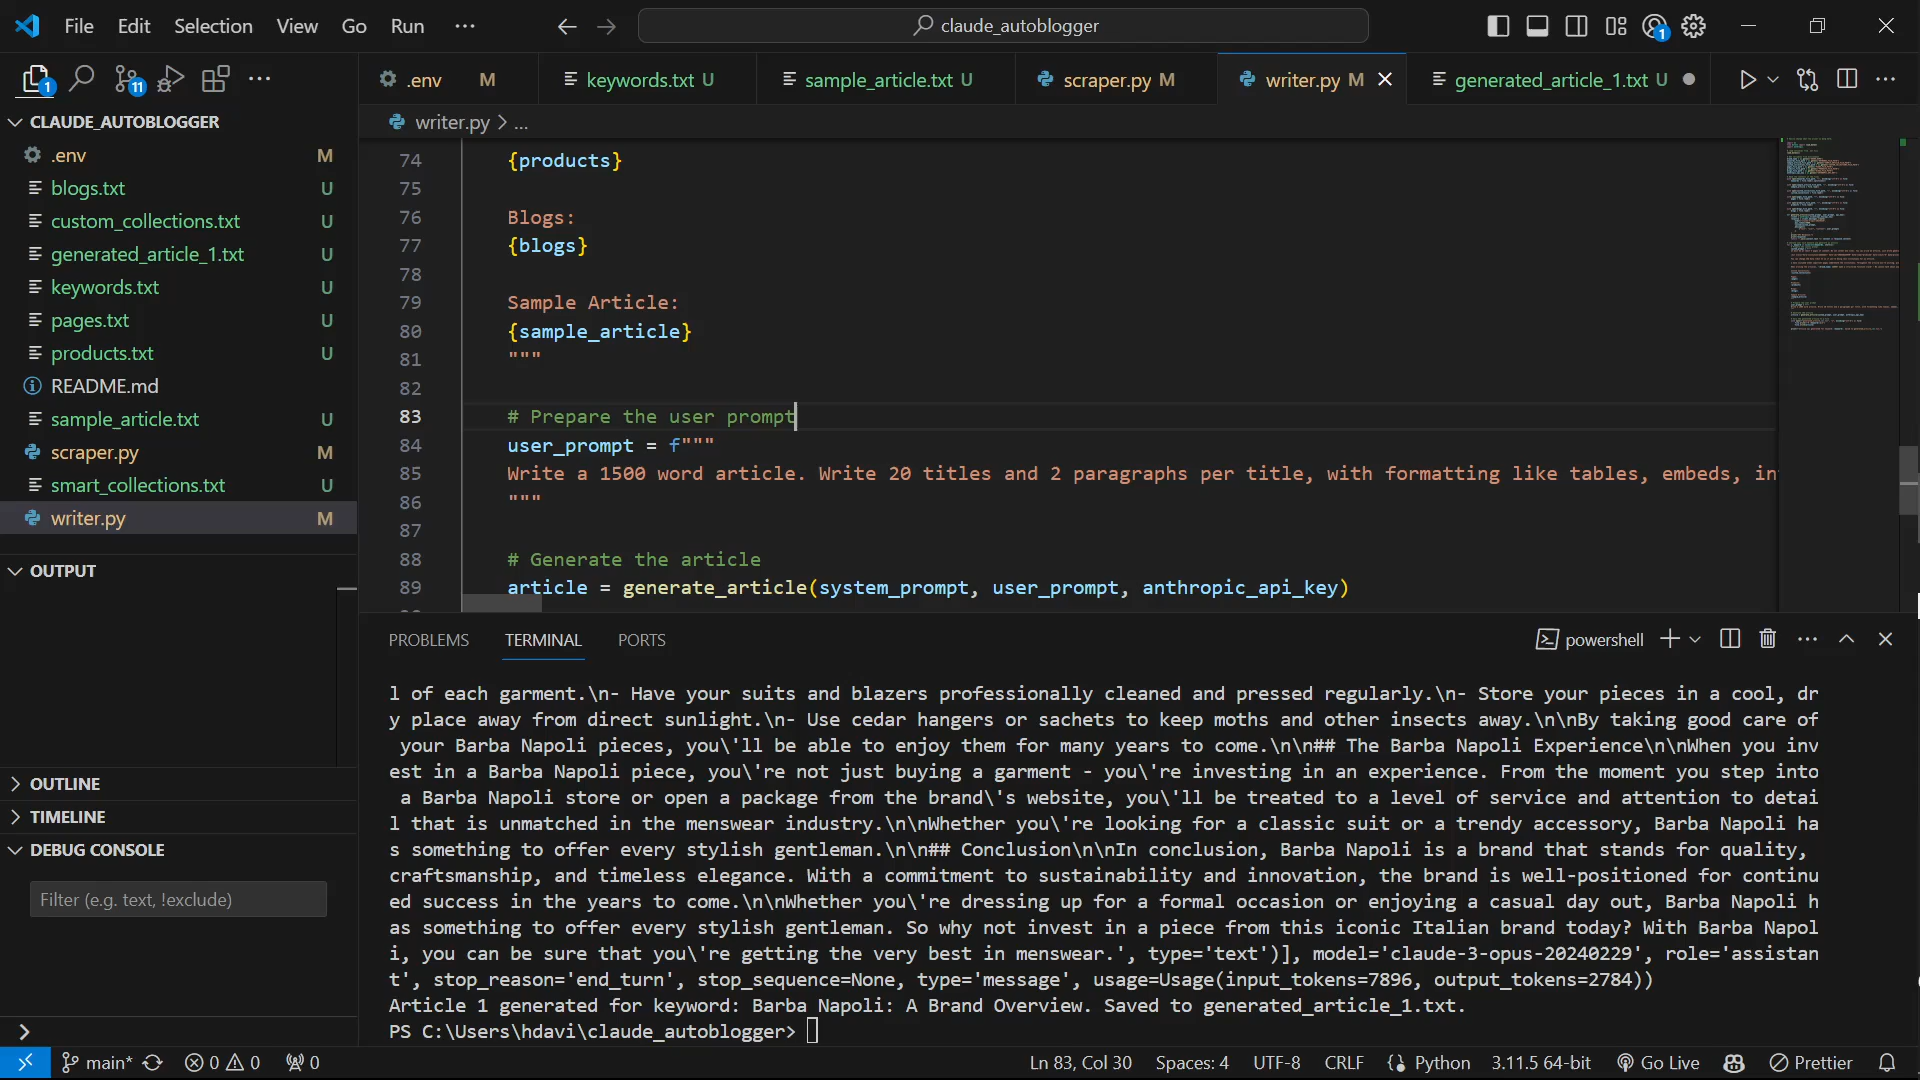 File Edit Selection View Go Run ··· claude_autoblogger 1
1 11 ···
.env M keywords.txt U sample_article.txt U scraper.py M writer.py M generated_article_1.txt U
writer.py > ...
CLAUDE_AUTOBLOGGER
.env M
blogs.txt U
custom_collections.txt U
generated_article_1.txt U
keywords.txt U
pages.txt U
products.txt U
README.md
sample_article.txt U
scraper.py M
smart_collections.txt U
writer.py M
OUTPUT
OUTLINE
TIMELINE
DEBUG CONSOLE
Filter (e.g. text, !exclude)
74 {products}
75
76 Blogs:
77 {blogs}
78
79 Sample Article:
80 {sample_article}
81 """
82
83 # Prepare the user prompt
84 user_prompt = f"""
85 Write a 1500 word article. Write 20 titles and 2 paragraphs per title, with formatting like tables, embeds, in
86 """
87
88 # Generate the article
89 article = generate_article(system_prompt, user_prompt, anthropic_api_key)
PROBLEMS TERMINAL PORTS powershell
l of each garment.\n- Have your suits and blazers professionally cleaned and pressed regularly.\n- Store your pieces in a cool, dr
y place away from direct sunlight.\n- Use cedar hangers or sachets to keep moths and other insects away.\n\nBy taking good care of
your Barba Napoli pieces, you\'ll be able to enjoy them for many years to come.\n\n## The Barba Napoli Experience\n\nWhen you inv
est in a Barba Napoli piece, you\'re not just buying a garment - you\'re investing in an experience. From the moment you step into
a Barba Napoli store or open a package from the brand\'s website, you\'ll be treated to a level of service and attention to detai
l that is unmatched in the menswear industry.\n\nWhether you\'re looking for a classic suit or a trendy accessory, Barba Napoli ha
s something to offer every stylish gentleman.\n\n## Conclusion\n\nIn conclusion, Barba Napoli is a brand that stands for quality,
craftsmanship, and timeless elegance. With a commitment to sustainability and innovation, the brand is well-positioned for continu
ed success in the years to come.\n\nWhether you\'re dressing up for a formal occasion or enjoying a casual day out, Barba Napoli h
as something to offer every stylish gentleman. So why not invest in a piece from this iconic Italian brand today? With Barba Napol
i, you can be sure that you\'re getting the very best in menswear.', type='text')], model='claude-3-opus-20240229', role='assistan
t', stop_reason='end_turn', stop_sequence=None, type='message', usage=Usage(input_tokens=7896, output_tokens=2784))
Article 1 generated for keyword: Barba Napoli: A Brand Overview. Saved to generated_article_1.txt.
PS C:\Users\hdavi\claude_autoblogger>
main* 0 0 0 Ln 83, Col 30 Spaces: 4 UTF-8 CRLF Python 3.11.5 64-bit Go Live Prettier